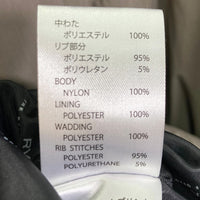 中わた
ポリエステル 100%
リブ部分
ポリエステル 95%
ポリウレタン 5%
BODY
NYLON 100%
LINING
POLYESTER 100%
WADDING
POLYESTER 100%
RIB STITCHES
POLYESTER 95%
POLYURETHANE 5%